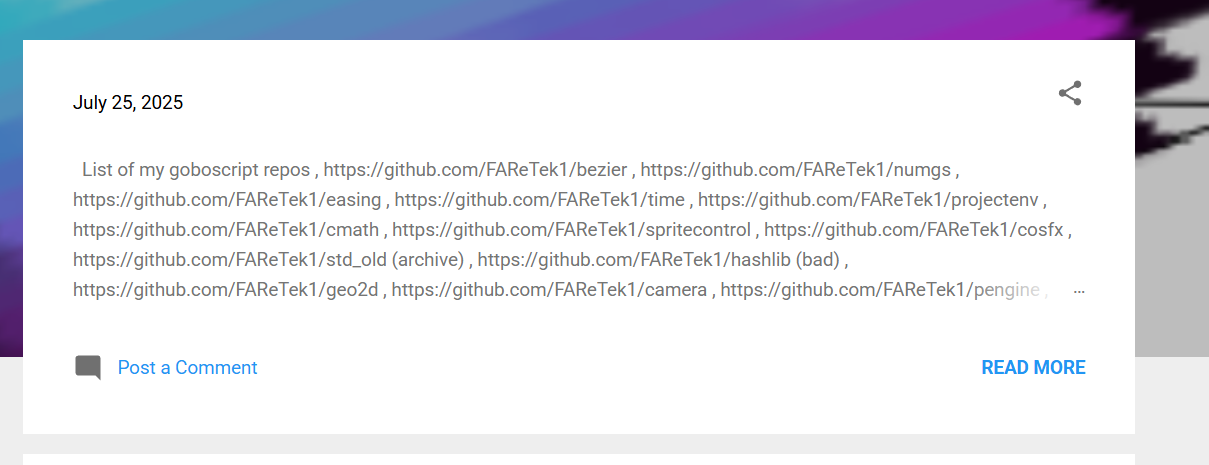 July 25, 2025
List of my goboscript repos , https://github.com/FAReTek1/bezier , https://github.com/FAReTek1/numgs ,
https://github.com/FAReTek1/easing , https://github.com/FAReTek1/time , https://github.com/FAReTek1/projectenv ,
https://github.com/FAReTek1/cmath , https://github.com/FAReTek1/spritecontrol , https://github.com/FAReTek1/cosfx ,
https://github.com/FAReTek1/std_old (archive) , https://github.com/FAReTek1/hashlib (bad) ,
https://github.com/FAReTek1/geo2d , https://github.com/FAReTek1/camera , https://github.com/FAReTek1/pengine , ...
Post a Comment
READ MORE